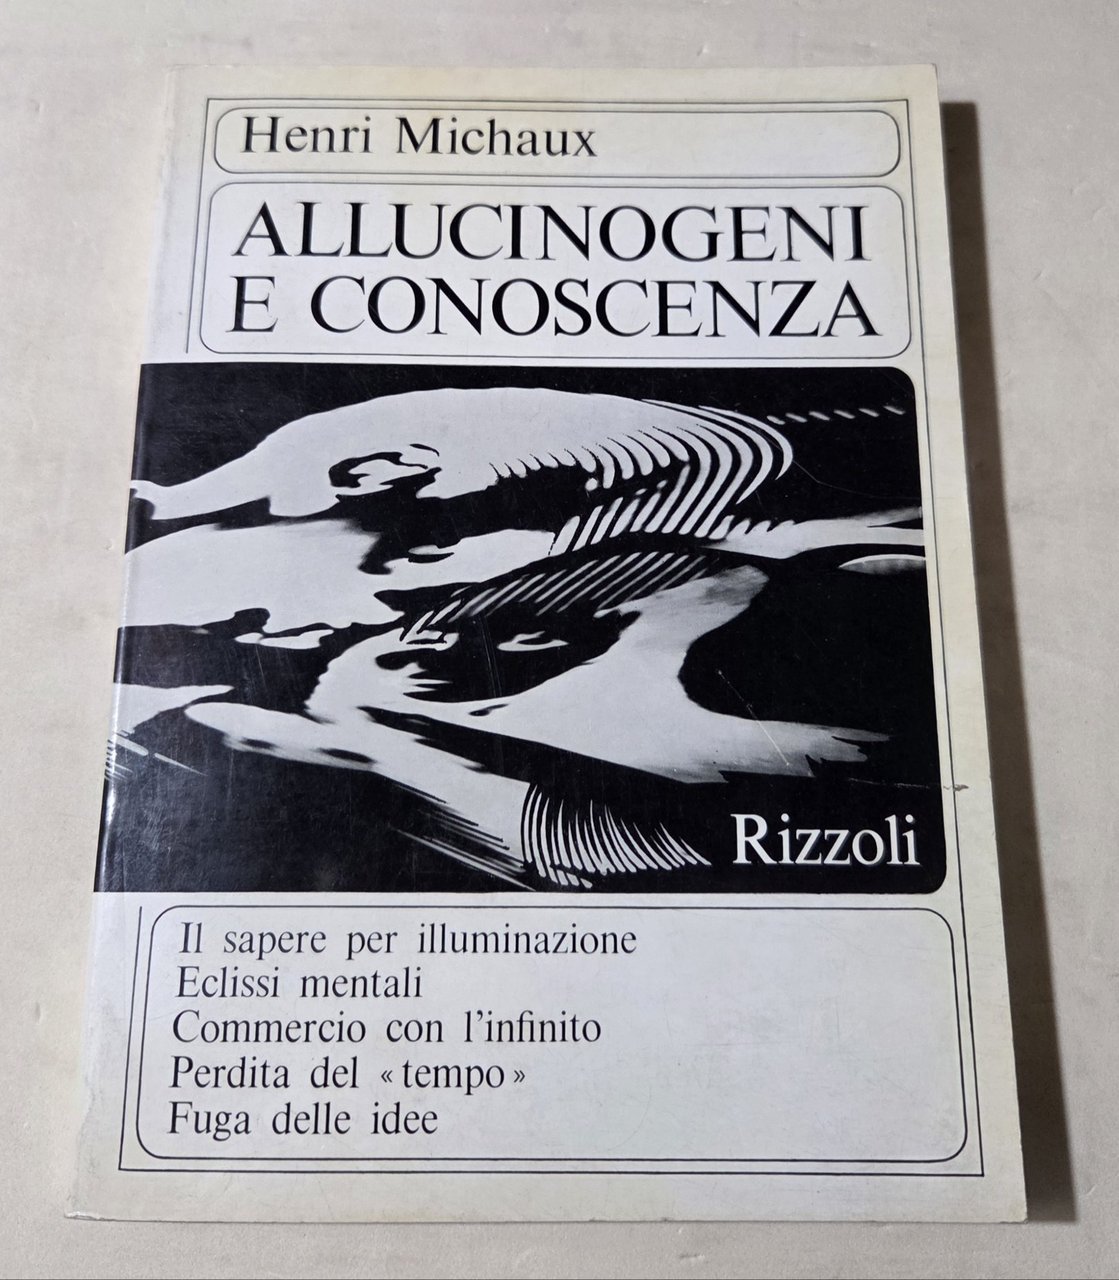 Henri Michaux
ALLUCINOGENI
E CONOSCENZA
Rizzoli
Il sapere per illuminazione
Eclissi mentali
Commercio con l'infinito
Perdita del «tempo»
Fuga delle idee